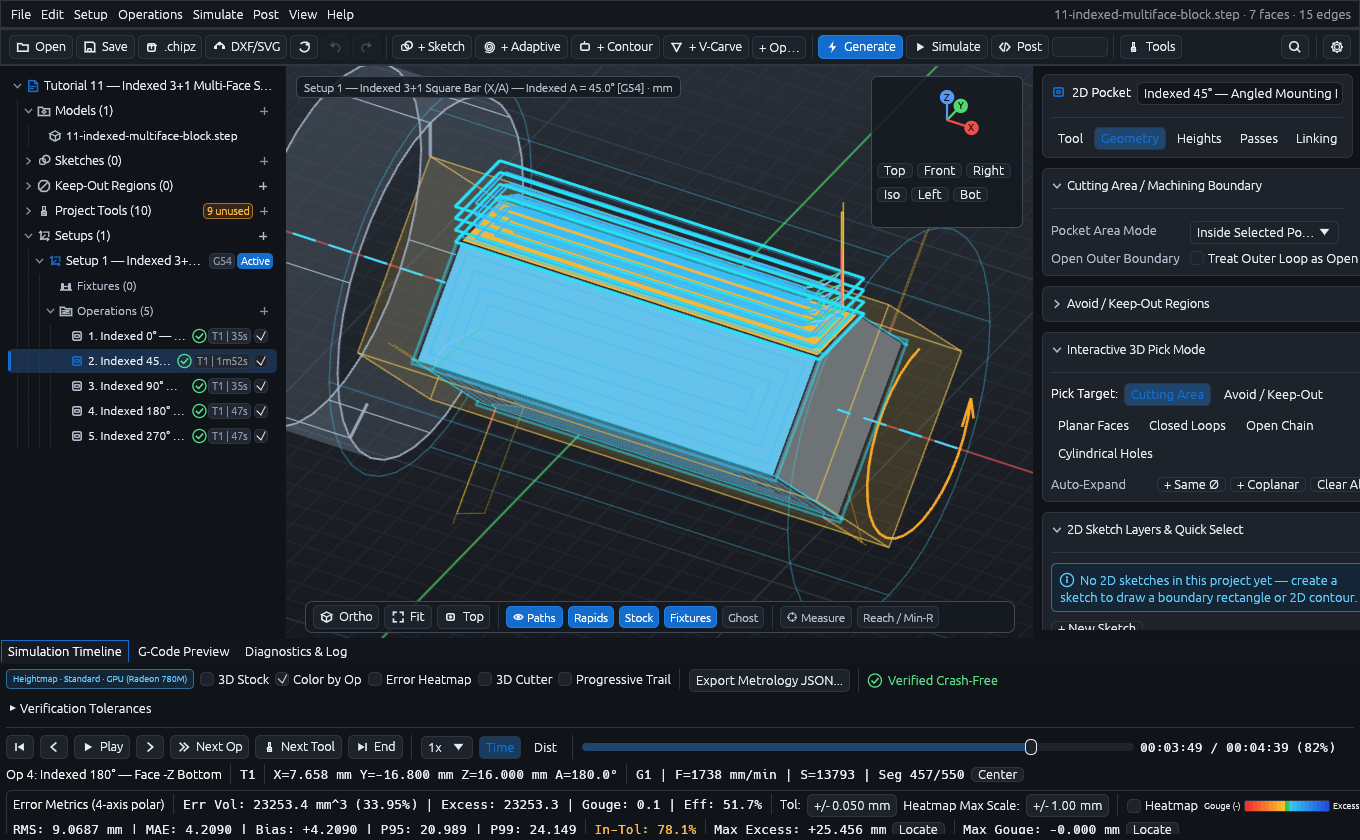 File Edit Setup Operations Simulate Post View Help
11-indexed-multiface-block.step · 7 faces · 15 edges
Open Save .chipz DXF/SVG + Sketch + Adaptive + Contour + V-Carve + Op… Generate Simulate Post Tools
Tutorial 11 — Indexed 3+1 Multi-Face S…
Models (1) +
11-indexed-multiface-block.step
Sketches (0) +
Keep-Out Regions (0) +
Project Tools (10) 9 unused +
Setups (1) +
Setup 1 — Indexed 3+… G54 Active
Fixtures (0)
Operations (5) +
1. Indexed 0° — … T1 | 35s
2. Indexed 45… T1 | 1m52s
3. Indexed 90° … T1 | 35s
4. Indexed 180° … T1 | 47s
5. Indexed 270° … T1 | 47s
Setup 1 — Indexed 3+1 Square Bar (X/A) — Indexed A = 45.0° [G54] · mm
Z
Y
X
Top Front Right
Iso Left Bot
Ortho Fit Top Paths Rapids Stock Fixtures Ghost Measure Reach / Min-R
2D Pocket Indexed 45° — Angled Mounting
Tool Geometry Heights Passes Linking
Cutting Area / Machining Boundary
Pocket Area Mode Inside Selected Po…
Open Outer Boundary Treat Outer Loop as Open
Avoid / Keep-Out Regions
Interactive 3D Pick Mode
Pick Target: Cutting Area Avoid / Keep-Out
Planar Faces Closed Loops Open Chain
Cylindrical Holes
Auto-Expand + Same Ø + Coplanar Clear
2D Sketch Layers & Quick Select
No 2D sketches in this project yet — create a
sketch to draw a boundary rectangle or 2D contour.
+ New Sketch
Simulation Timeline G-Code Preview Diagnostics & Log
Heightmap · Standard · GPU (Radeon 780M) 3D Stock Color by Op Error Heatmap 3D Cutter Progressive Trail Export Metrology JSON… Verified Crash-Free
Verification Tolerances
Play Next Op Next Tool End 1x Time Dist 00:03:49 / 00:04:39 (82%)
Op 4: Indexed 180° — Face -Z Bottom T1 X=7.658 mm Y=-16.800 mm Z=16.000 mm A=180.0° G1 | F=1738 mm/min | S=13793 | Seg 457/550 Center
Error Metrics (4-axis polar) Err Vol: 23253.4 mm^3 (33.95%) | Excess: 23253.3 | Gouge: 0.1 | Eff: 51.7% Tol: +/- 0.050 mm Heatmap Max Scale: +/- 1.00 mm Heatmap Gouge (-) Excess
RMS: 9.0687 mm | MAE: 4.2090 | Bias: +4.2090 | P95: 20.989 | P99: 24.149 In-Tol: 78.1% Max Excess: +25.456 mm Locate Max Gouge: -0.000 mm Locate